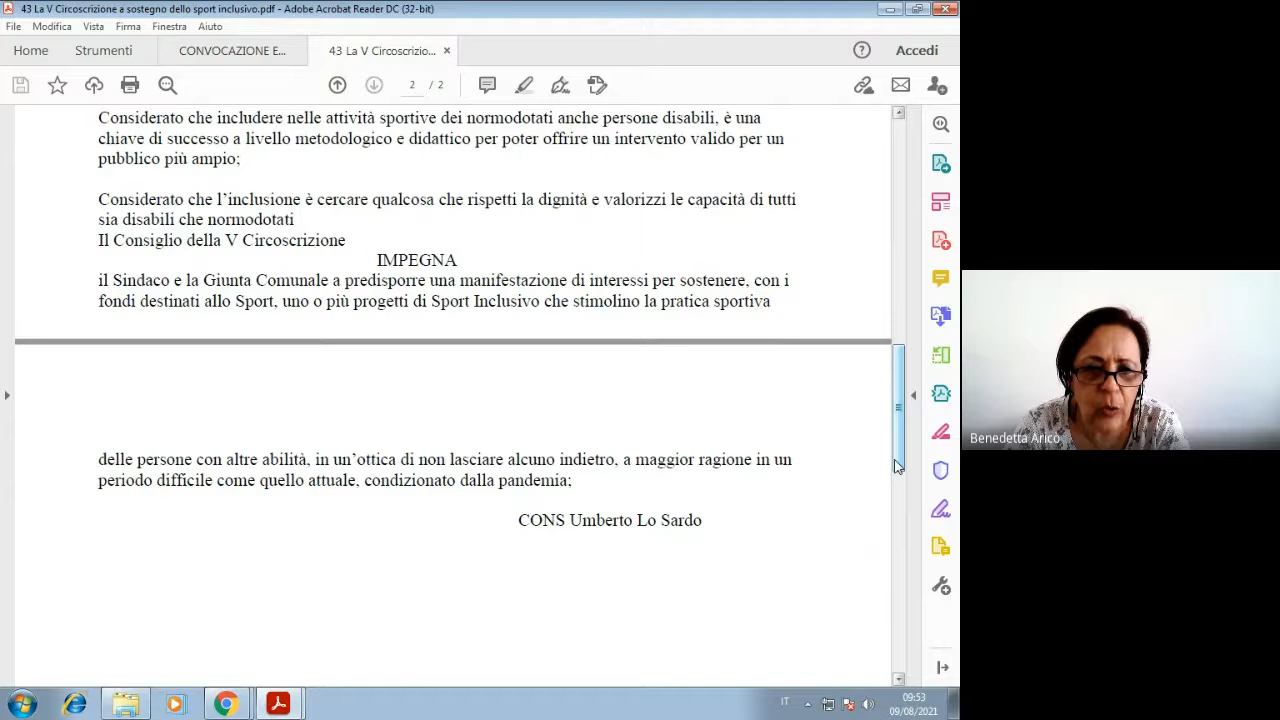 43 La V Circoscrizione a sostegno dello sport inclusivo.pdf - Adobe Acrobat Reader DC (32-bit)
File Modifica Vista Firma Finestra Aiuto
Home Strumenti CONVOCAZIONE E... 43 La V Circoscrizio... × Accedi
2 / 2
Considerato che includere nelle attività sportive dei normodotati anche persone disabili, è una
chiave di successo a livello metodologico e didattico per poter offrire un intervento valido per un
pubblico più ampio;
Considerato che l'inclusione è cercare qualcosa che rispetti la dignità e valorizzi le capacità di tutti
sia disabili che normodotati
Il Consiglio della V Circoscrizione
IMPEGNA
il Sindaco e la Giunta Comunale a predisporre una manifestazione di interessi per sostenere, con i
fondi destinati allo Sport, uno o più progetti di Sport Inclusivo che stimolino la pratica sportiva
delle persone con altre abilità, in un'ottica di non lasciare alcuno indietro, a maggior ragione in un
periodo difficile come quello attuale, condizionato dalla pandemia;
CONS Umberto Lo Sardo
Benedetta Arico
IT
09:53
09/08/2021